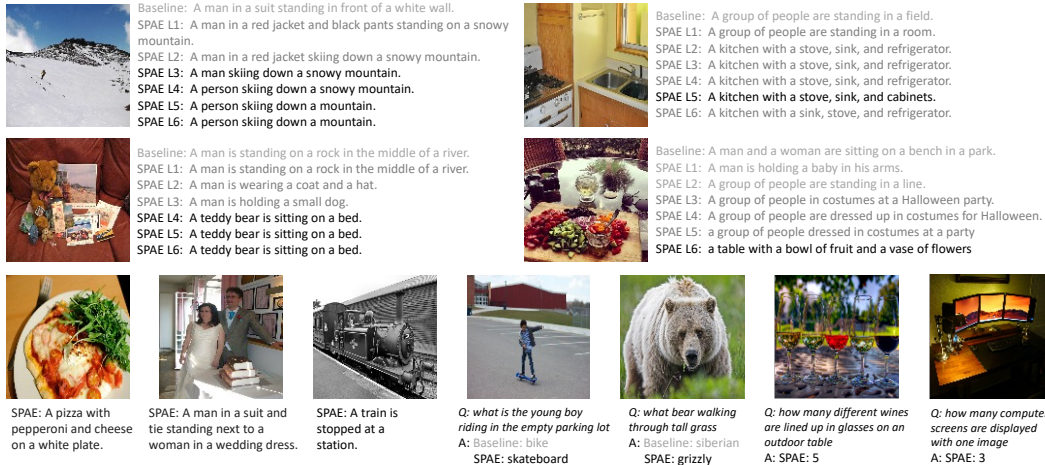 Baseline: A man in a suit standing in front of a white wall.
SPAE L1: A man in a red jacket and black pants standing on a snowy
mountain.
SPAE L2: A man in a red jacket skiing down a snowy mountain.
SPAE L3: A man skiing down a snowy mountain.
SPAE L4: A person skiing down a snowy mountain.
SPAE L5: A person skiing down a mountain.
SPAE L6: A person skiing down a mountain.
Baseline: A group of people are standing in a field.
SPAE L1: A group of people are standing in a room.
SPAE L2: A kitchen with a stove, sink, and refrigerator.
SPAE L3: A kitchen with a stove, sink, and refrigerator.
SPAE L4: A kitchen with a stove, sink, and refrigerator.
SPAE L5: A kitchen with a stove, sink, and cabinets.
SPAE L6: A kitchen with a sink, stove, and refrigerator.
Baseline: A man is standing on a rock in the middle of a river.
SPAE L1: A man is standing on a rock in the middle of a river.
SPAE L2: A man is wearing a coat and a hat.
SPAE L3: A man is holding a small dog.
SPAE L4: A teddy bear is sitting on a bed.
SPAE L5: A teddy bear is sitting on a bed.
SPAE L6: A teddy bear is sitting on a bed.
Baseline: A man and a woman are sitting on a bench in a park.
SPAE L1: A man is holding a baby in his arms.
SPAE L2: A group of people are standing in a line.
SPAE L3: A group of people in costumes at a Halloween party.
SPAE L4: A group of people are dressed up in costumes for Halloween.
SPAE L5: a group of people dressed in costumes at a party
SPAE L6: a table with a bowl of fruit and a vase of flowers
SPAE: A pizza with
pepperoni and cheese
on a white plate.
SPAE: A man in a suit and
tie standing next to a
woman in a wedding dress.
SPAE: A train is
stopped at a
station.
Q: what is the young boy
riding in the empty parking lot
A: Baseline: bike
SPAE: skateboard
Q: what bear walking
through tall grass
A: Baseline: siberian
SPAE: grizzly
Q: how many different wines
are lined up in glasses on an
outdoor table
A: SPAE: 5
Q: how many compute
screens are displayed
with one image
A: SPAE: 3